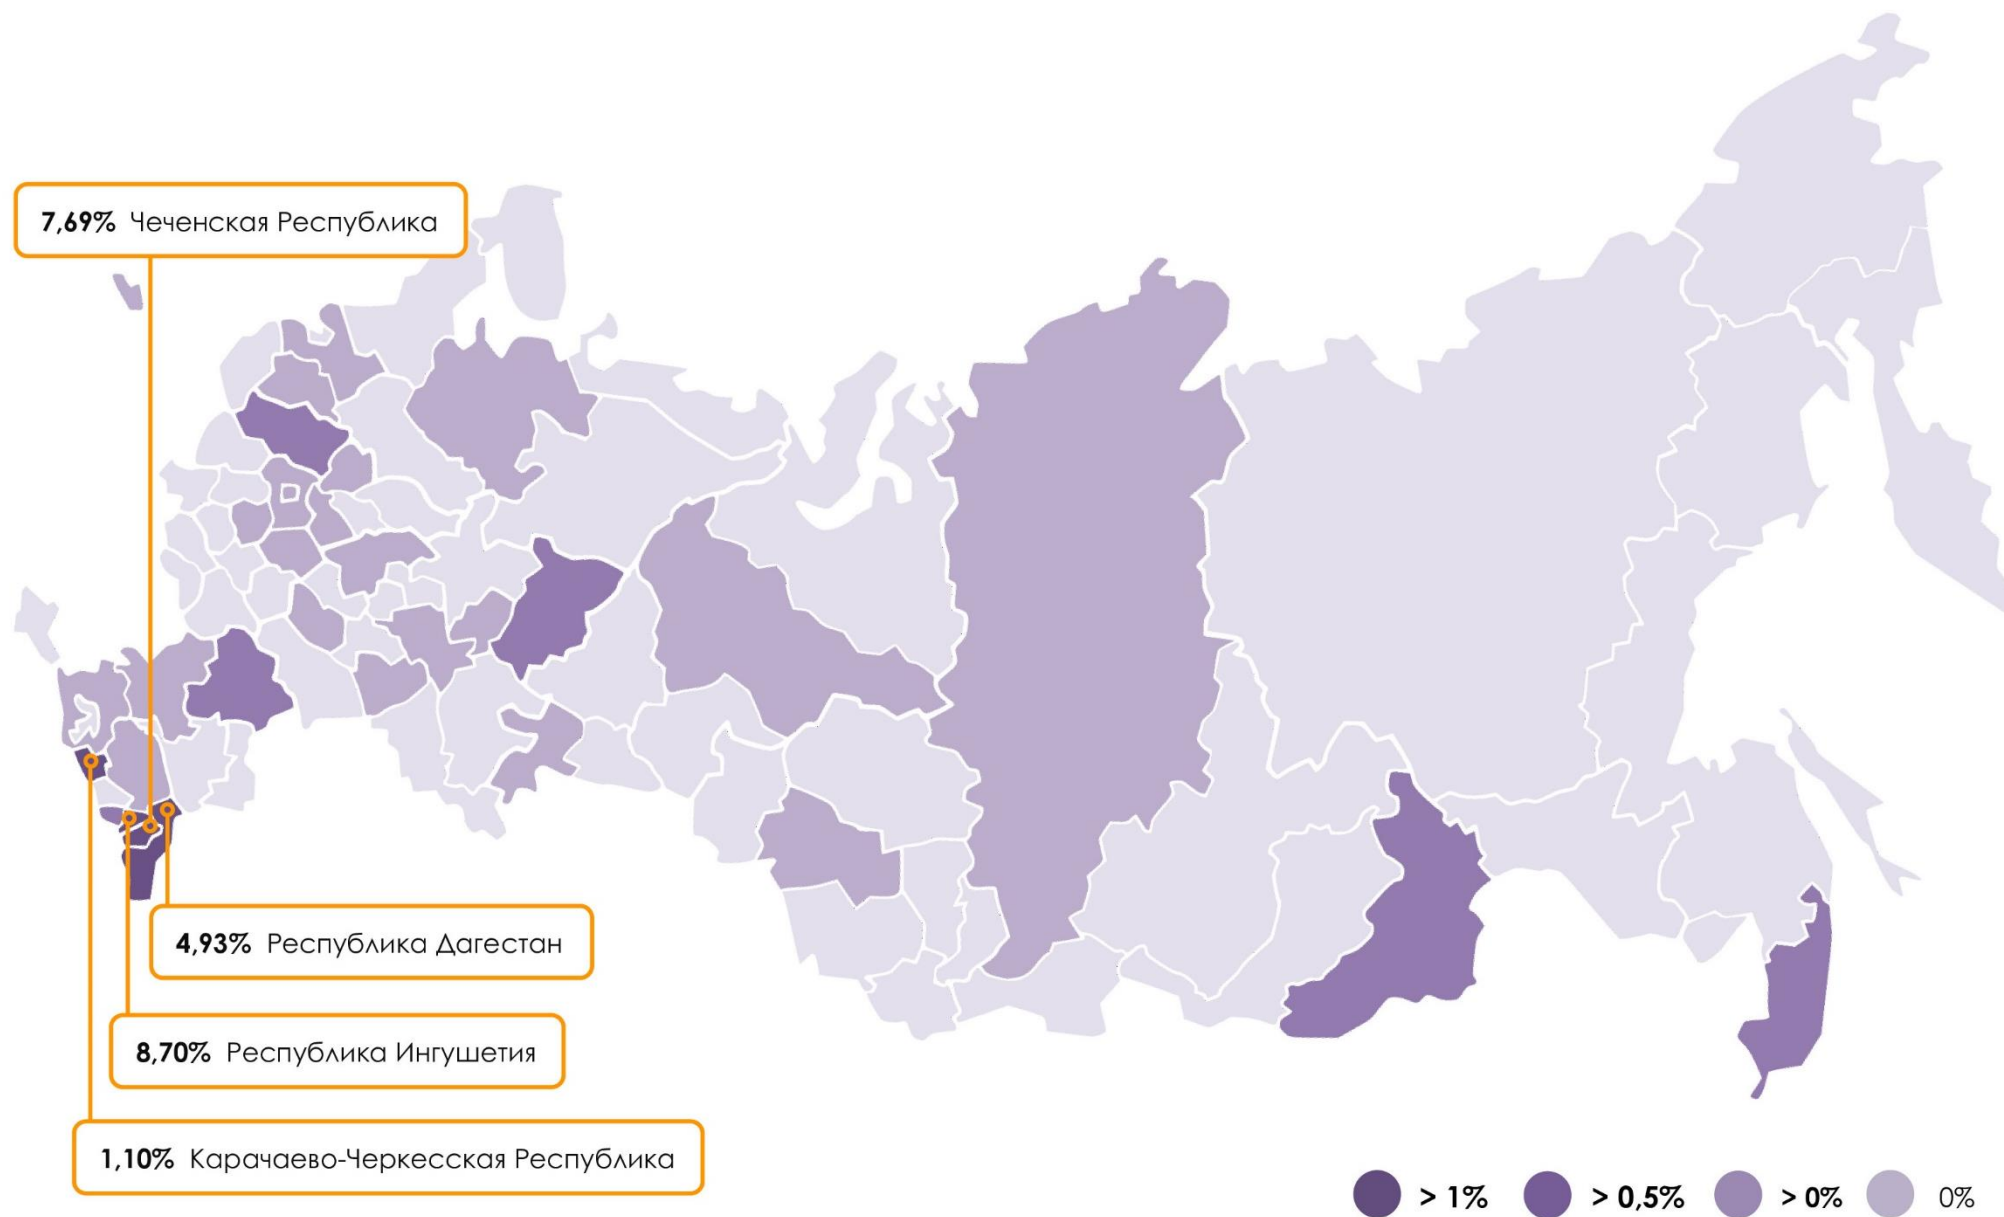 7,69% Чеченская Республика
4,93% Республика Дагестан
8,70% Республика Ингушетия
1,10% Карачаево-Черкесская Республика
> 1% > 0,5% > 0% 0%